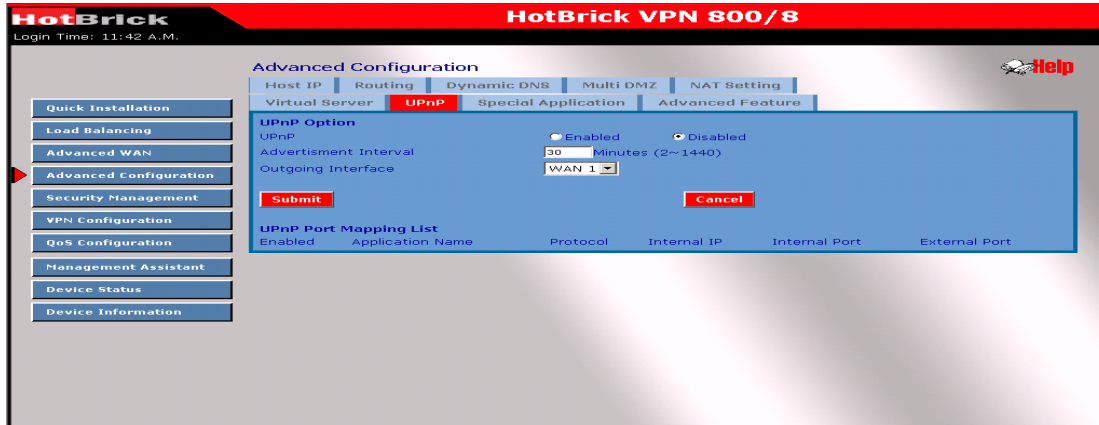 HotBrick
HotBrick VPN 800/8
Login Time: 11:42 A.M.
Advanced Configuration
Help
Host IP Routing Dynamic DNS Multi DMZ NAT Setting
Virtual Server UPnP Special Application Advanced Feature
Quick Installation
Load Balancing
Advanced WAN
Advanced Configuration
Security Management
VPN Configuration
QoS Configuration
Management Assistant
Device Status
Device Information
UPnP Option
UPnP Enabled Disabled
Advertisment Interval 30 Minutes (2~1440)
Outgoing Interface WAN 1
Submit Cancel
UPnP Port Mapping List
Enabled Application Name Protocol Internal IP Internal Port External Port